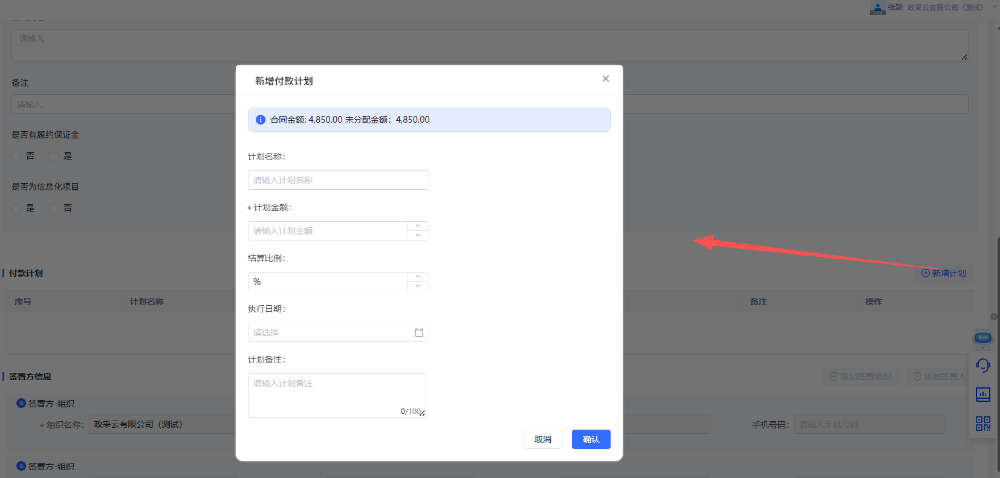 张颖 政采云有限公司（测试）
请输入
备注
请输入
是否有履约保证金
否 是
是否为信息化项目
是 否
付款计划
新增计划
序号 计划名称 备注 操作
签署方信息
添加签署组织 添加签署人
签署方-组织
* 组织名称： 政采云有限公司（测试） 手机号码： 请输入手机号码
签署方-组织
新增付款计划
合同金额: 4,850.00 未分配金额：4,850.00
计划名称：
请输入计划名称
* 计划金额：
请输入计划金额
结算比例：
%
执行日期：
请选择
计划备注：
请输入计划备注
0/100
取消 确认